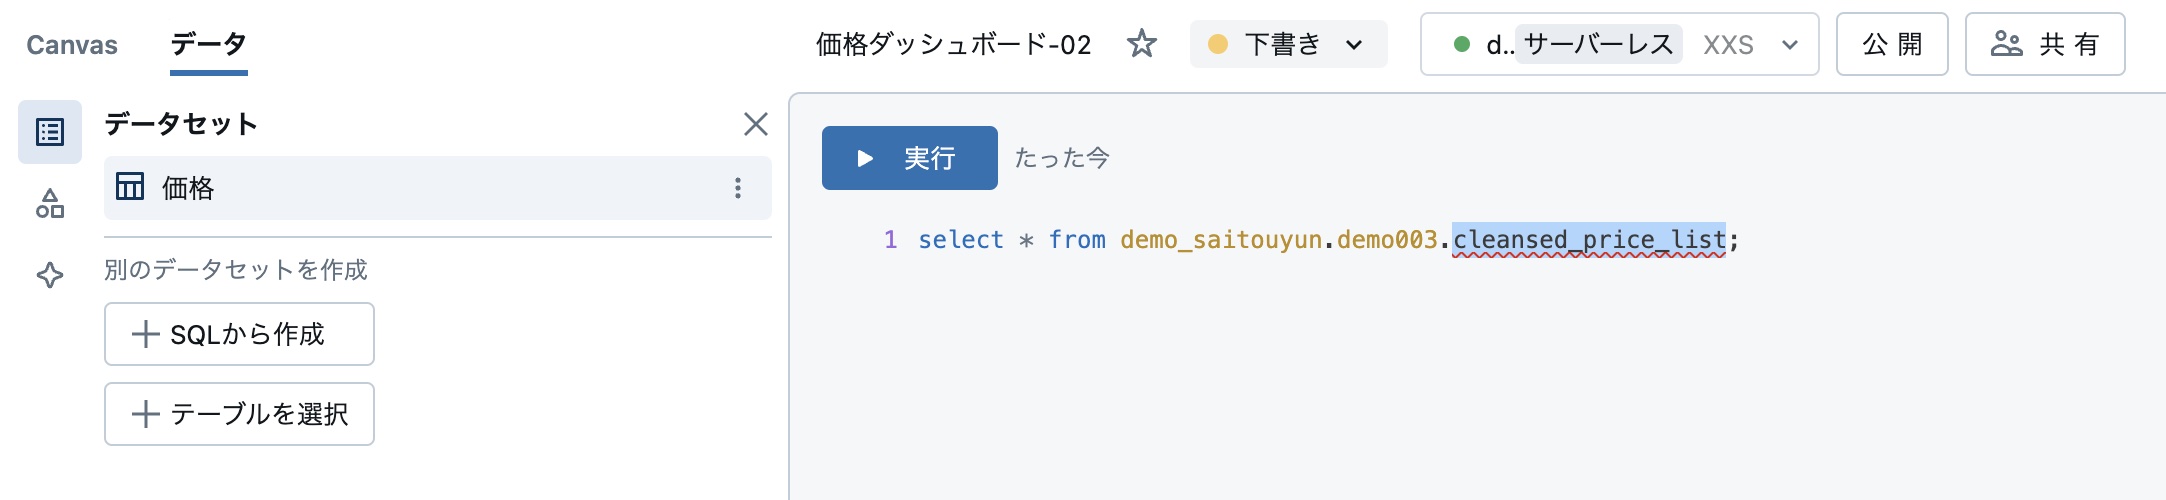 Canvas データ 価格ダッシュボード-02 下書き d.. サーバーレス XXS 公開 共有
データセット
価格
別のデータセットを作成
SQLから作成
テーブルを選択
実行 たった今
1 select * from demo_saitouyun.demo003.cleansed_price_list;